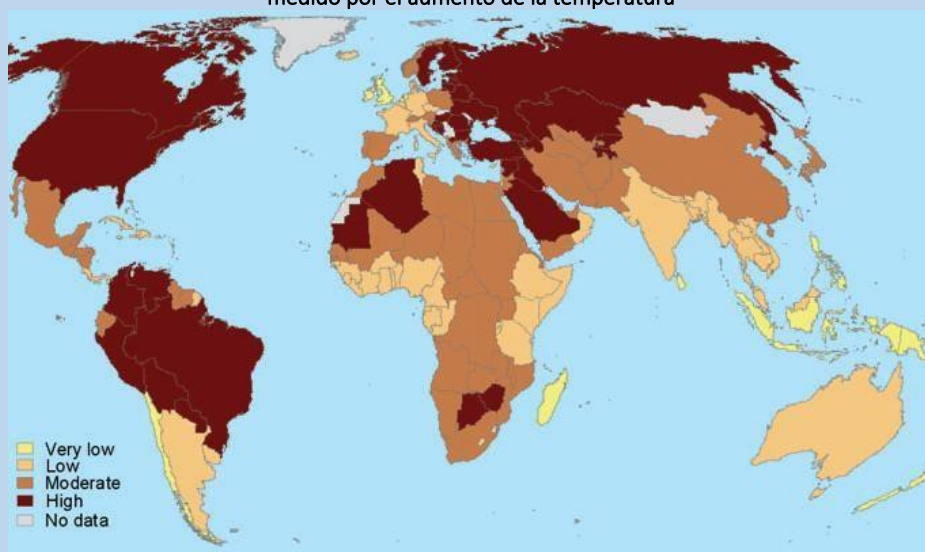 medido por el aumento de la temperatura
Very low
Low
Moderate
High
No data